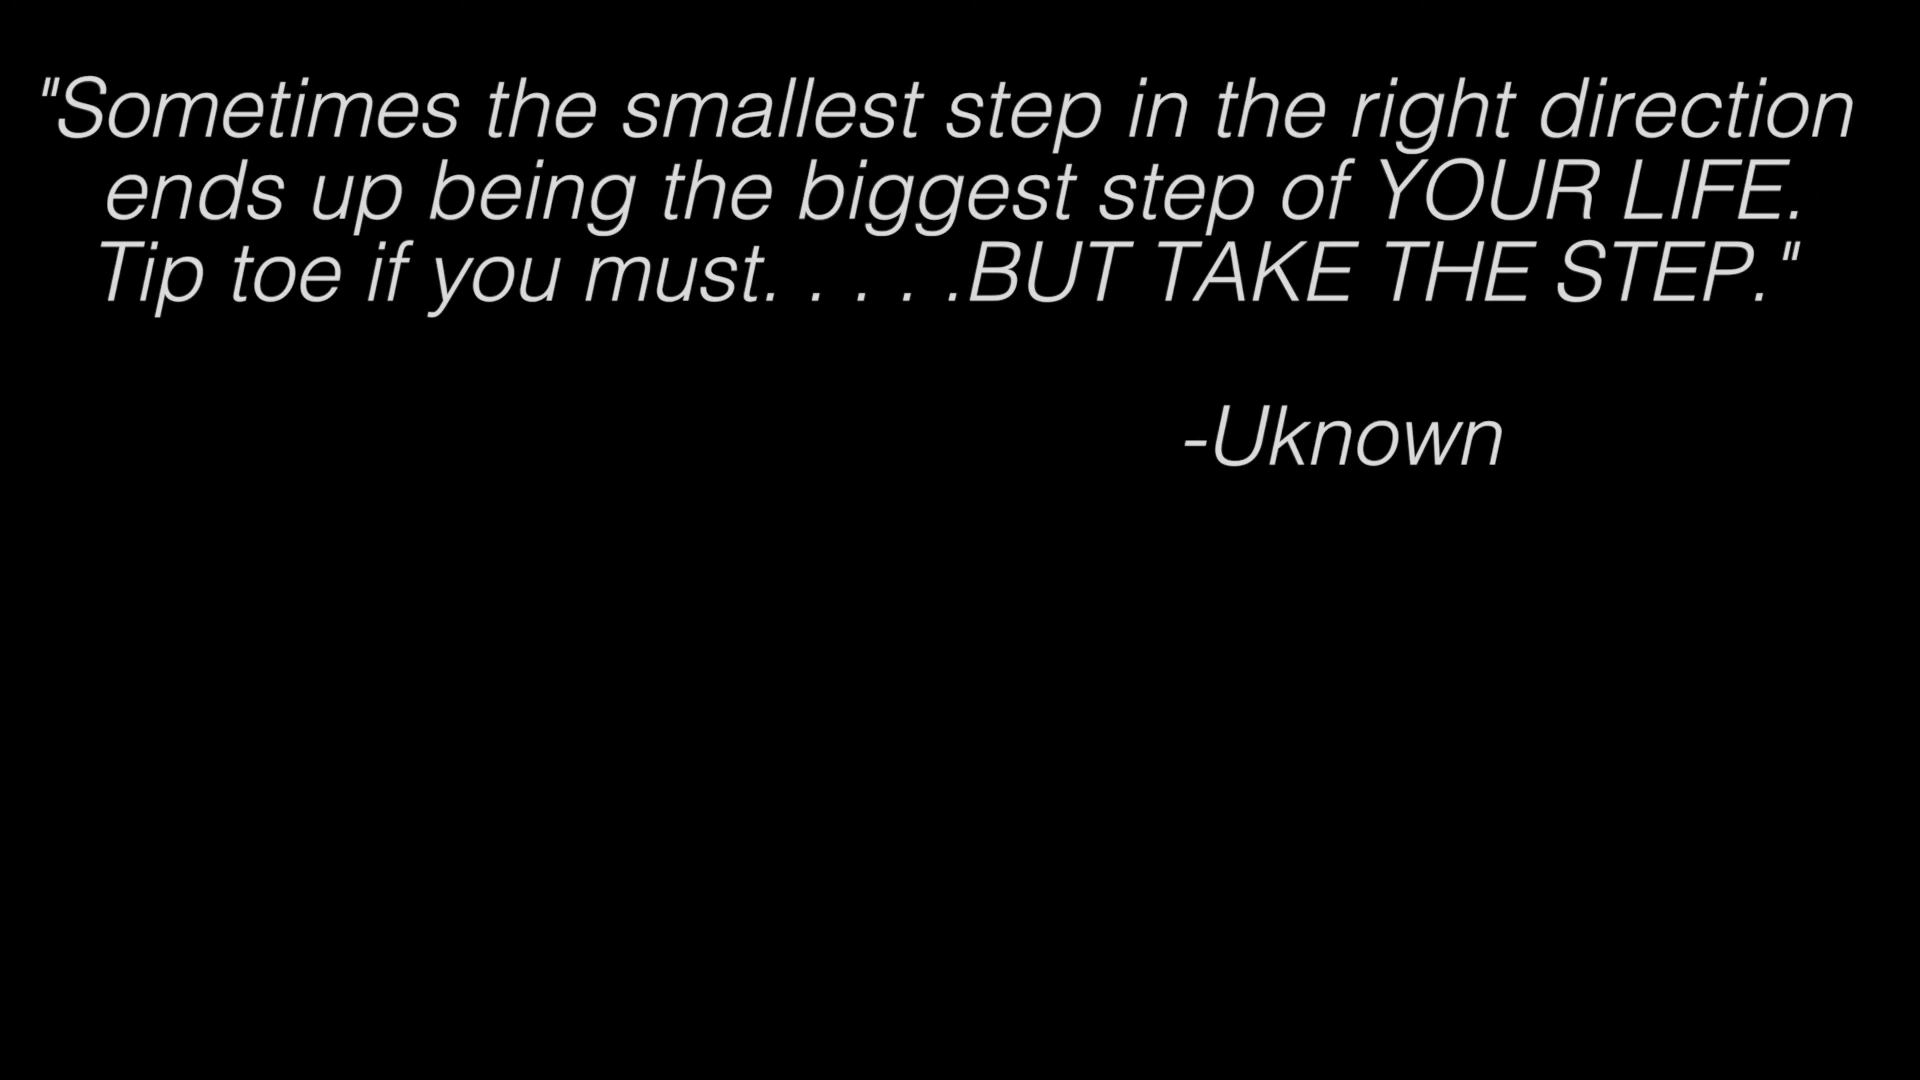 "Sometimes the smallest step in the right direction
ends up being the biggest step of YOUR LIFE.
Tip toe if you must. . . . .BUT TAKE THE STEP."
-Uknown